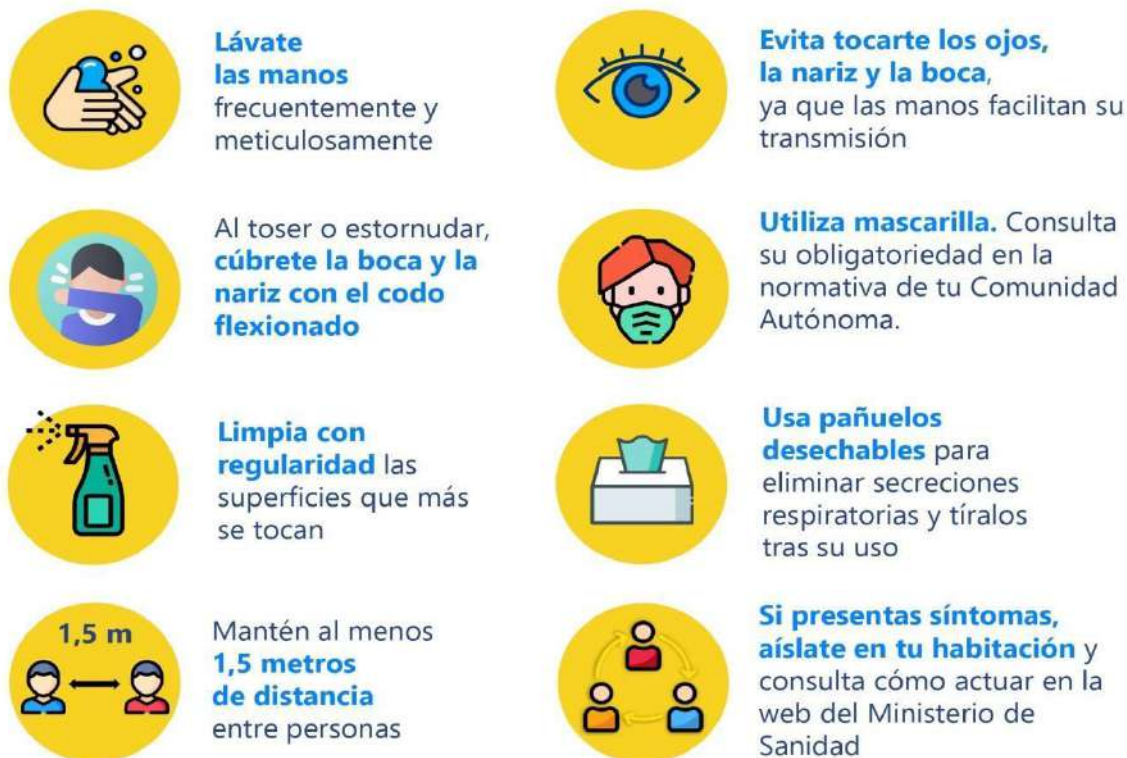 Lávate
las manos
frecuentemente y
meticulosamente
Evita tocarte los ojos,
la nariz y la boca,
ya que las manos facilitan su
transmisión
Al toser o estornudar,
cúbrete la boca y la
nariz con el codo
flexionado
Utiliza mascarilla. Consulta
su obligatoriedad en la
normativa de tu Comunidad
Autónoma.
Limpia con
regularidad las
superficies que más
se tocan
Usa pañuelos
desechables para
eliminar secreciones
respiratorias y tíralos
tras su uso
1,5 m
Mantén al menos
1,5 metros
de distancia
entre personas
Si presentas síntomas,
aíslate en tu habitación y
consulta cómo actuar en la
web del Ministerio de
Sanidad